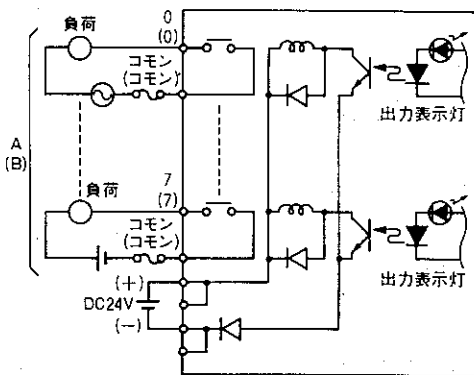 負荷
0
(0)
コモン
(コモン)
出力表示灯
A
(B)
負荷
7
(7)
コモン
(コモン)
出力表示灯
(+)
DC24V
(-)